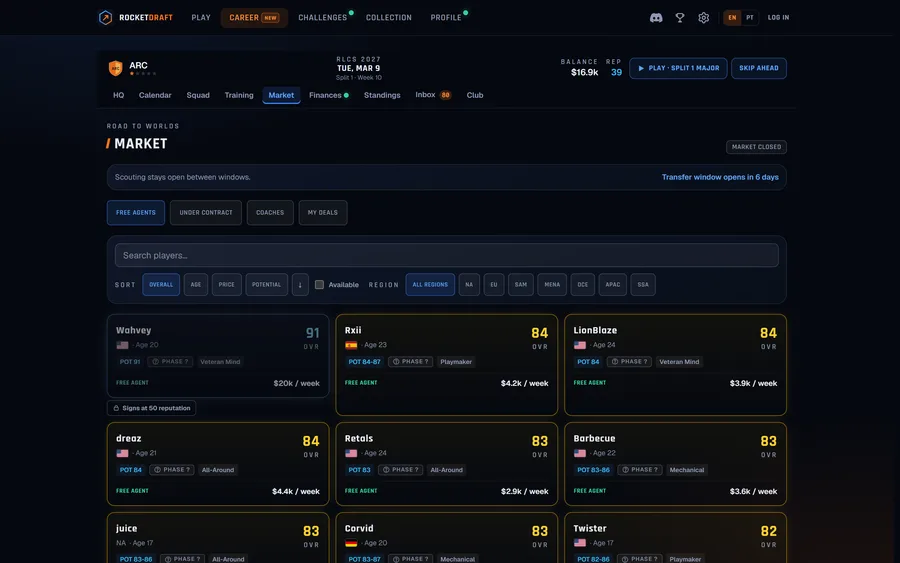 ROCKETDRAFT PLAY CAREER NEW CHALLENGES COLLECTION PROFILE EN PT LOG IN
ARC
RLCS 2027
TUE, MAR 9
Split 1 · Week 10
BALANCE REP
$16.9k 39
PLAY · SPLIT 1 MAJOR SKIP AHEAD
HQ Calendar Squad Training Market Finances Standings Inbox 80 Club
ROAD TO WORLDS
MARKET
MARKET CLOSED
Scouting stays open between windows. Transfer window opens in 6 days
FREE AGENTS UNDER CONTRACT COACHES MY DEALS
Search players...
SORT OVERALL AGE PRICE POTENTIAL ↓ Available REGION ALL REGIONS NA EU SAM MENA OCE APAC SSA
Wahvey 91
· Age 20 OVR
POT 91 ? PHASE ? Veteran Mind
FREE AGENT $20k / week
Signs at 50 reputation
Rxii 84
· Age 23 OVR
POT 84-87 ? PHASE ? Playmaker
FREE AGENT $4.2k / week
LionBlaze 84
· Age 24 OVR
POT 84 ? PHASE ? Veteran Mind
FREE AGENT $3.9k / week
dreaz 84
· Age 21 OVR
POT 84 ? PHASE ? All-Around
FREE AGENT $4.4k / week
Retals 83
· Age 24 OVR
POT 83 ? PHASE ? All-Around
FREE AGENT $2.9k / week
Barbecue 83
· Age 22 OVR
POT 83-86 ? PHASE ? Mechanical
FREE AGENT $3.6k / week
juice 83
NA · Age 17 OVR
POT 83-86 ? PHASE ? All-Around
Corvid 83
· Age 20 OVR
POT 83-87 ? PHASE ? Mechanical
Twister 82
· Age 17 OVR
POT 82-86 ? PHASE ? Playmaker